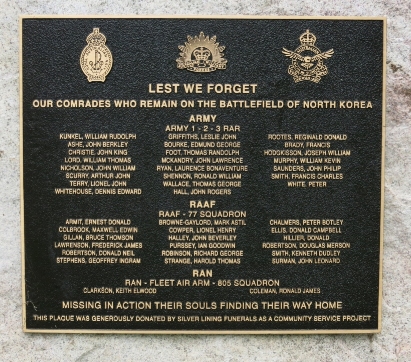 LEST WE FORGET
OUR COMRADES WHO REMAIN ON THE BATTLEFIELD OF NORTH KOREA
ARMY
ARMY 1 - 2 - 3 RAR
KUNKEL, WILLIAM RUDOLPH GRIFFITHS, LESLIE JOHN ROOTES, REGINALD DONALD
ASHE, JOHN BERKLEY BOURKE, EDMUND GEORGE BRADY, FRANCIS
CHRISTIE, JOHN KING FOOT, THOMAS RANDOLPH HODGKISSON, JOSEPH WILLIAM
LORD, WILLIAM THOMAS MCKANDRY, JOHN LAWRENCE MURPHY, WILLIAM KEVIN
NICHOLSON, JOHN WILLIAM RYAN, LAURENCE BONAVENTURE SAUNDERS, JOHN PHILIP
SCURRY, ARTHUR JOHN SHENNON, RONALD WILLIAM SMITH, FRANCIS CHARLES
TERRY, LIONEL JOHN WALLACE, THOMAS GEORGE WHITE, PETER
WHITEHOUSE, DENNIS EDWARD HALL, JOHN ROGERS
RAAF
RAAF - 77 SQUADRON
ARMIT, ERNEST DONALD BROWNE-GAYLORD, MARK ASTIL CHALMERS, PETER BOTLEY
COLBROOK, MAXWELL EDWIN COWPER, LIONEL HENRY ELLIS, DONALD CAMPBELL
GILLAN, BRUCE THOMSON HALLEY, JOHN BEVERLEY HILLIER, DONALD
LAWRENSON, FREDERICK JAMES PURSSEY, IAN GOODWIN ROBERTSON, DOUGLAS MERSON
ROBERTSON, DONALD NEIL ROBINSON, RICHARD GEORGE SMITH, KENNETH DUDLEY
STEPHENS, GEOFFREY INGRAM STRANGE, HAROLD THOMAS SURMAN, JOHN LEONARD
RAN
RAN - FLEET AIR ARM - 805 SQUADRON
CLARKSON, KEITH ELWOOD COLEMAN, RONALD JAMES
MISSING IN ACTION THEIR SOULS FINDING THEIR WAY HOME
THIS PLAQUE WAS GENEROUSLY DONATED BY SILVER LINING FUNERALS AS A COMMUNITY SERVICE PROJECT